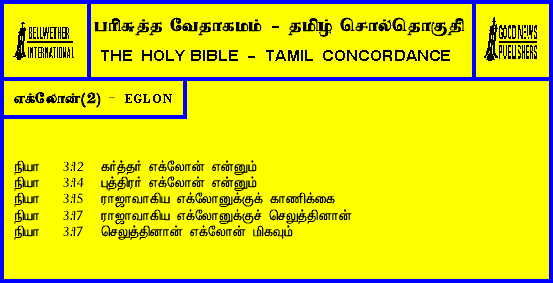 BELLWETHER
INTERNATIONAL
பரிசுத்த வேதாகமம் - தமிழ் சொல்தொகுதி
THE HOLY BIBLE - TAMIL CONCORDANCE
GOOD NEWS
PUBLISHERS
எக்லோன்(2) - EGLON
நியா 3:12 கர்த்தர் எக்லோன் என்னும்
நியா 3:14 புத்திரர் எக்லோன் என்னும்
நியா 3:15 ராஜாவாகிய எக்லோனுக்குக் காணிக்கை
நியா 3:17 ராஜாவாகிய எக்லோனுக்குச் செலுத்தினான்
நியா 3:17 செலுத்தினான் எக்லோன் மிகவும்